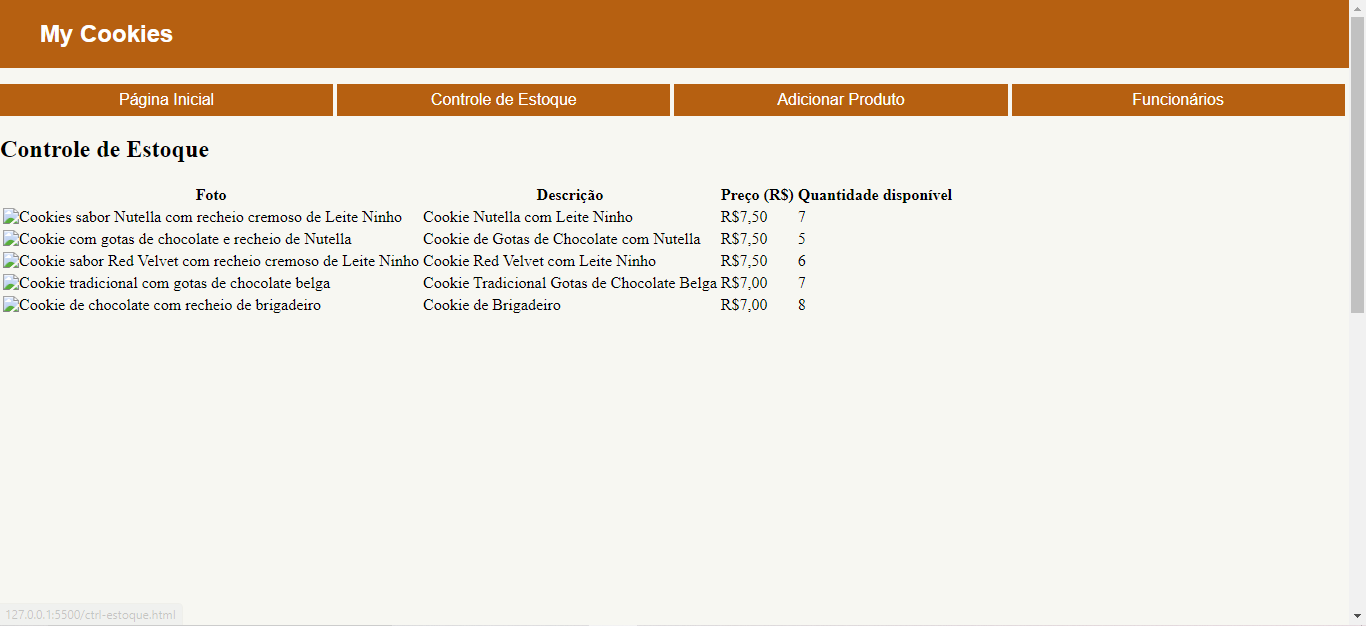 My Cookies
Página Inicial Controle de Estoque Adicionar Produto Funcionários
Controle de Estoque
Foto Descrição Preço (R$) Quantidade disponível
Cookies sabor Nutella com recheio cremoso de Leite Ninho Cookie Nutella com Leite Ninho R$7,50 7
Cookie com gotas de chocolate e recheio de Nutella Cookie de Gotas de Chocolate com Nutella R$7,50 5
Cookie sabor Red Velvet com recheio cremoso de Leite Ninho Cookie Red Velvet com Leite Ninho R$7,50 6
Cookie tradicional com gotas de chocolate belga Cookie Tradicional Gotas de Chocolate Belga R$7,00 7
Cookie de chocolate com recheio de brigadeiro Cookie de Brigadeiro R$7,00 8
127.0.0.1:5500/ctrl-estoque.html